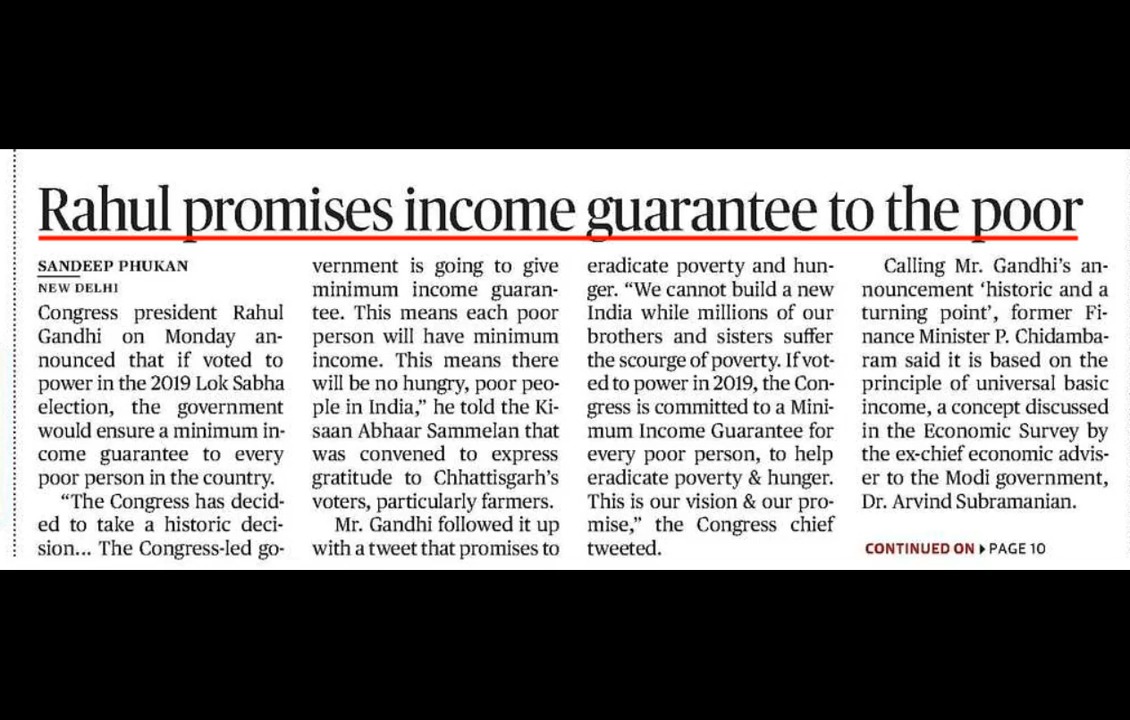 Rahul promises income guarantee to the poor
SANDEEP PHUKAN
NEW DELHI
Congress president Rahul
Gandhi on Monday an-
nounced that if voted to
power in the 2019 Lok Sabha
election, the government
would ensure a minimum in-
come guarantee to every
poor person in the country.
“The Congress has decid-
ed to take a historic deci-
sion... The Congress-led go-
vernment is going to give
minimum income guaran-
tee. This means each poor
person will have minimum
income. This means there
will be no hungry, poor peo-
ple in India,” he told the Ki-
saan Abhaar Sammelan that
was convened to express
gratitude to Chhattisgarh’s
voters, particularly farmers.
Mr. Gandhi followed it up
with a tweet that promises to
eradicate poverty and hun-
ger. “We cannot build a new
India while millions of our
brothers and sisters suffer
the scourge of poverty. If vot-
ed to power in 2019, the Con-
gress is committed to a Mini-
mum Income Guarantee for
every poor person, to help
eradicate poverty & hunger.
This is our vision & our pro-
mise,” the Congress chief
tweeted.
Calling Mr. Gandhi’s an-
nouncement ‘historic and a
turning point’, former Fi-
nance Minister P. Chidamba-
ram said it is based on the
principle of universal basic
income, a concept discussed
in the Economic Survey by
the ex-chief economic advis-
er to the Modi government,
Dr. Arvind Subramanian.
CONTINUED ON PAGE 10